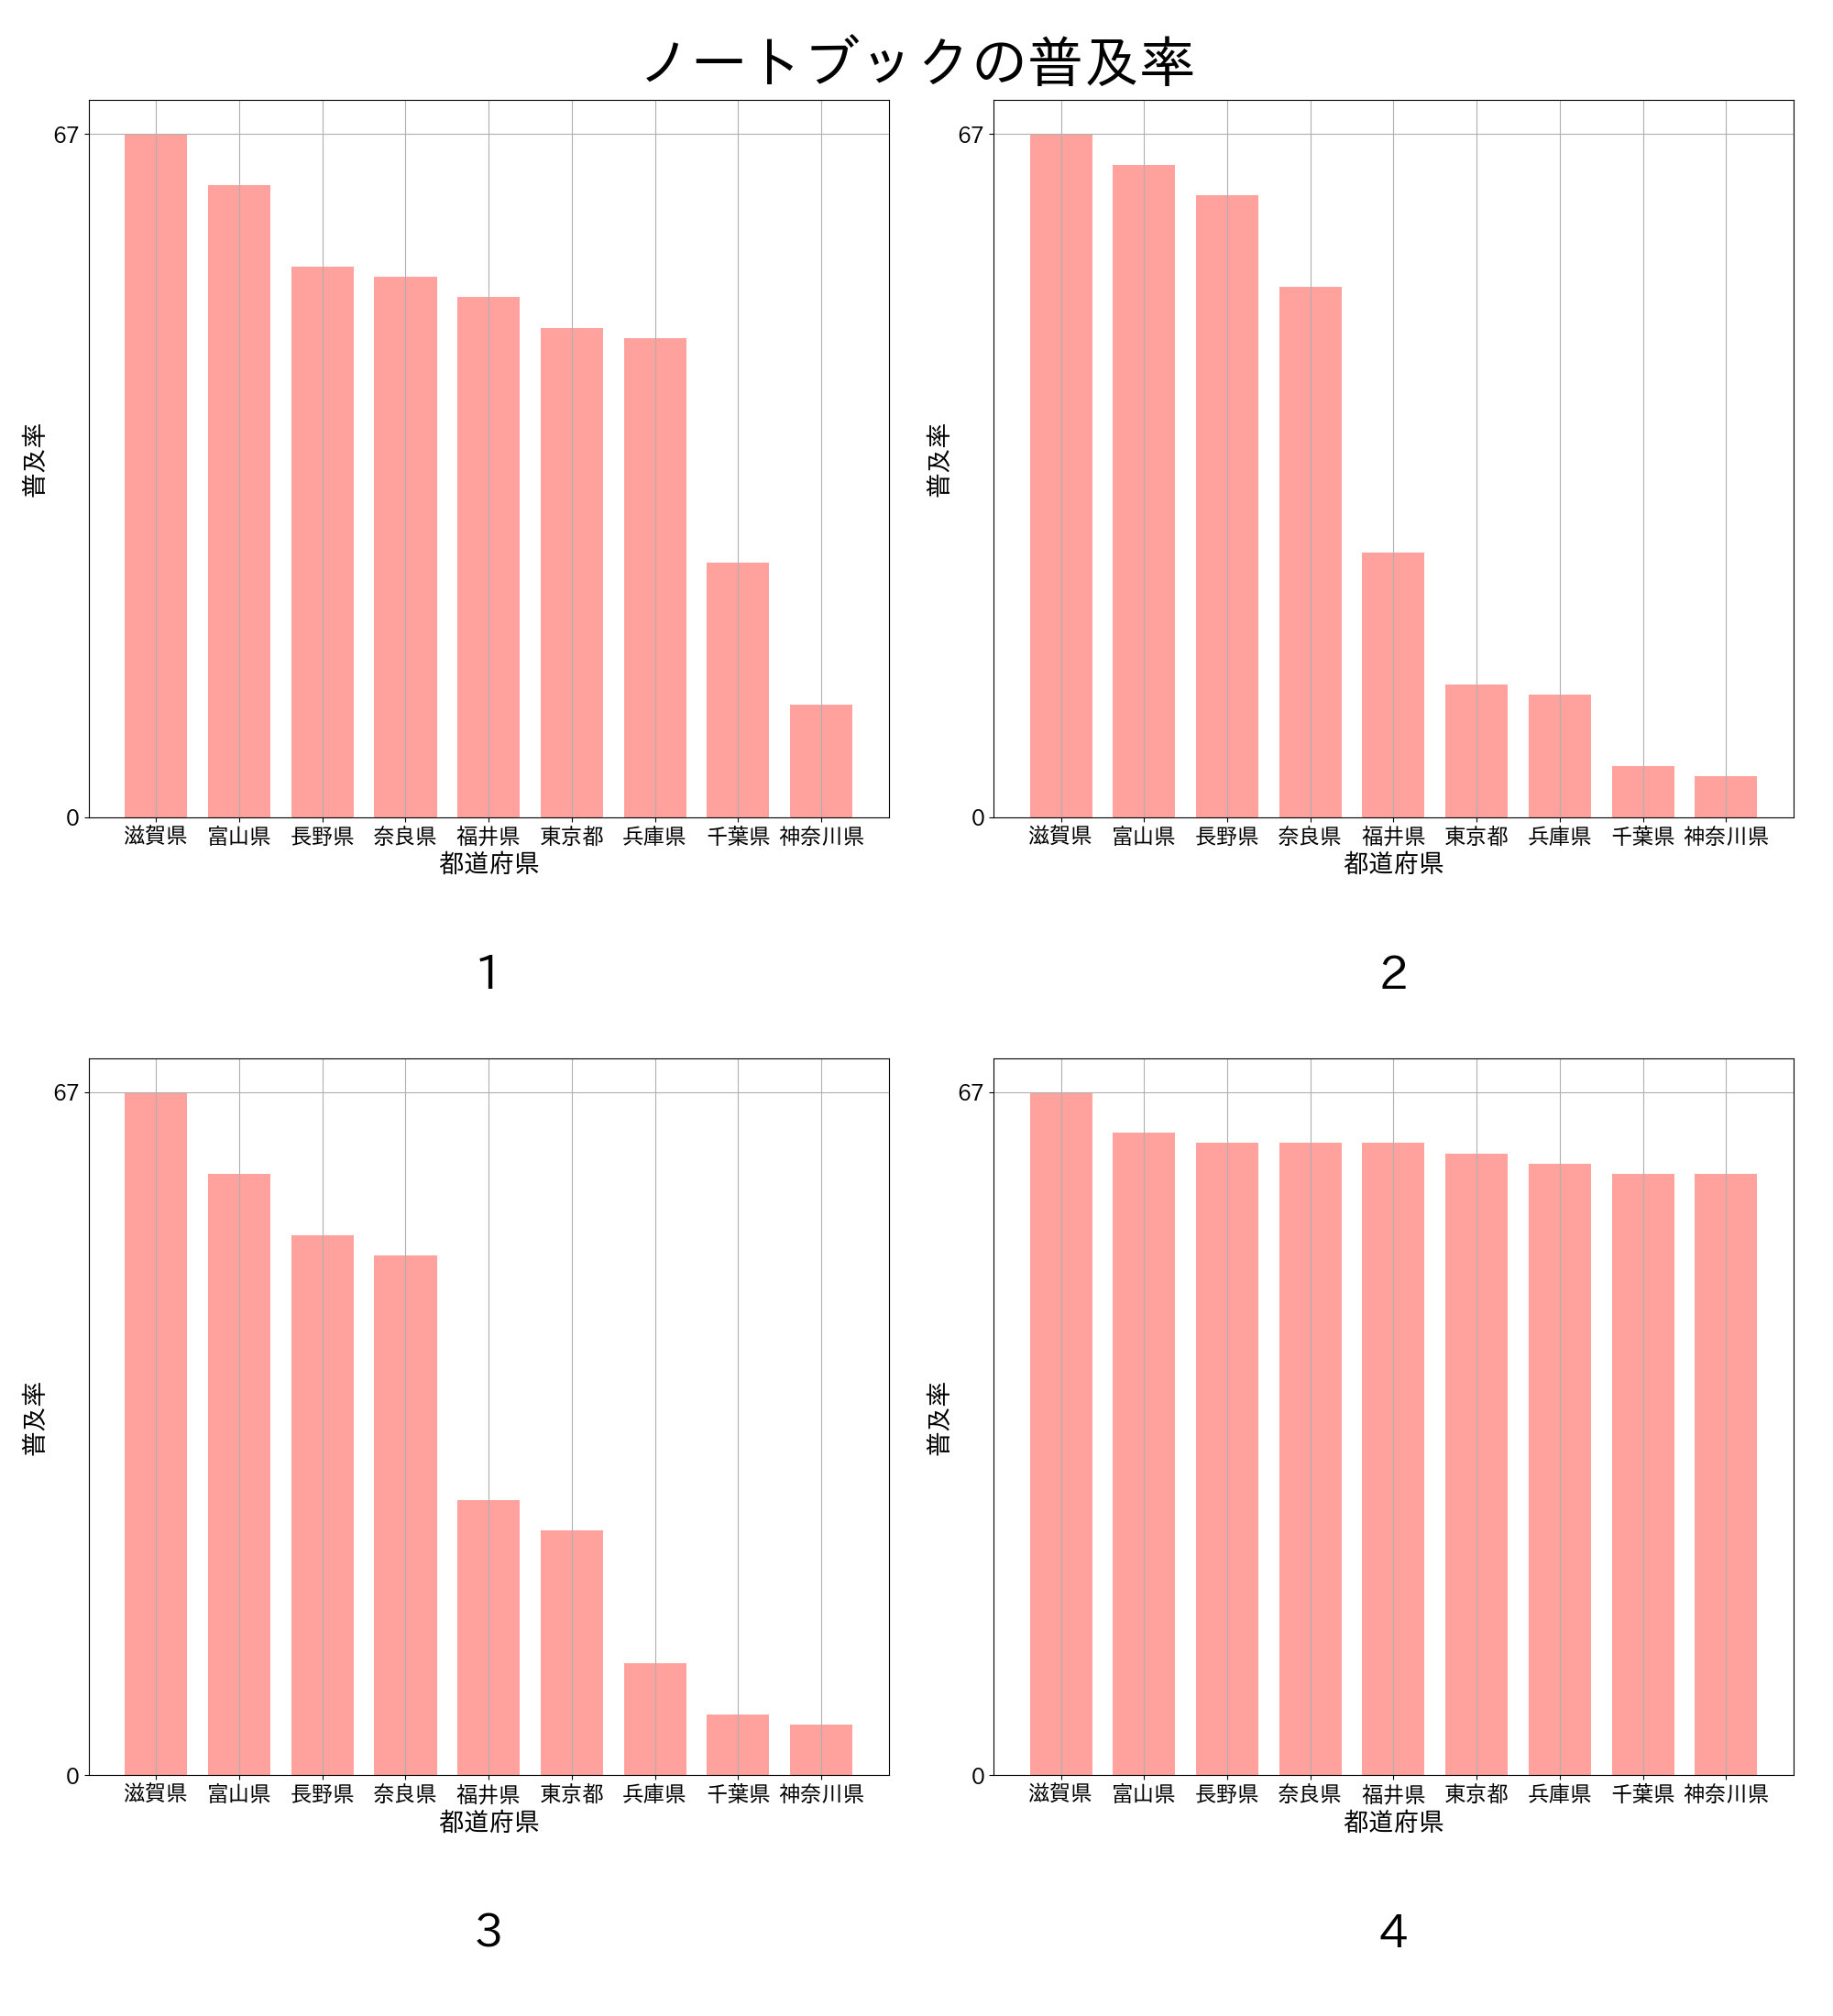 ノートブックの普及率
67
0
普及率
滋賀県 富山県 長野県 奈良県 福井県 東京都 兵庫県 千葉県 神奈川県
都道府県
1
67
0
普及率
滋賀県 富山県 長野県 奈良県 福井県 東京都 兵庫県 千葉県 神奈川県
都道府県
2
67
0
普及率
滋賀県 富山県 長野県 奈良県 福井県 東京都 兵庫県 千葉県 神奈川県
都道府県
3
67
0
普及率
滋賀県 富山県 長野県 奈良県 福井県 東京都 兵庫県 千葉県 神奈川県
都道府県
4